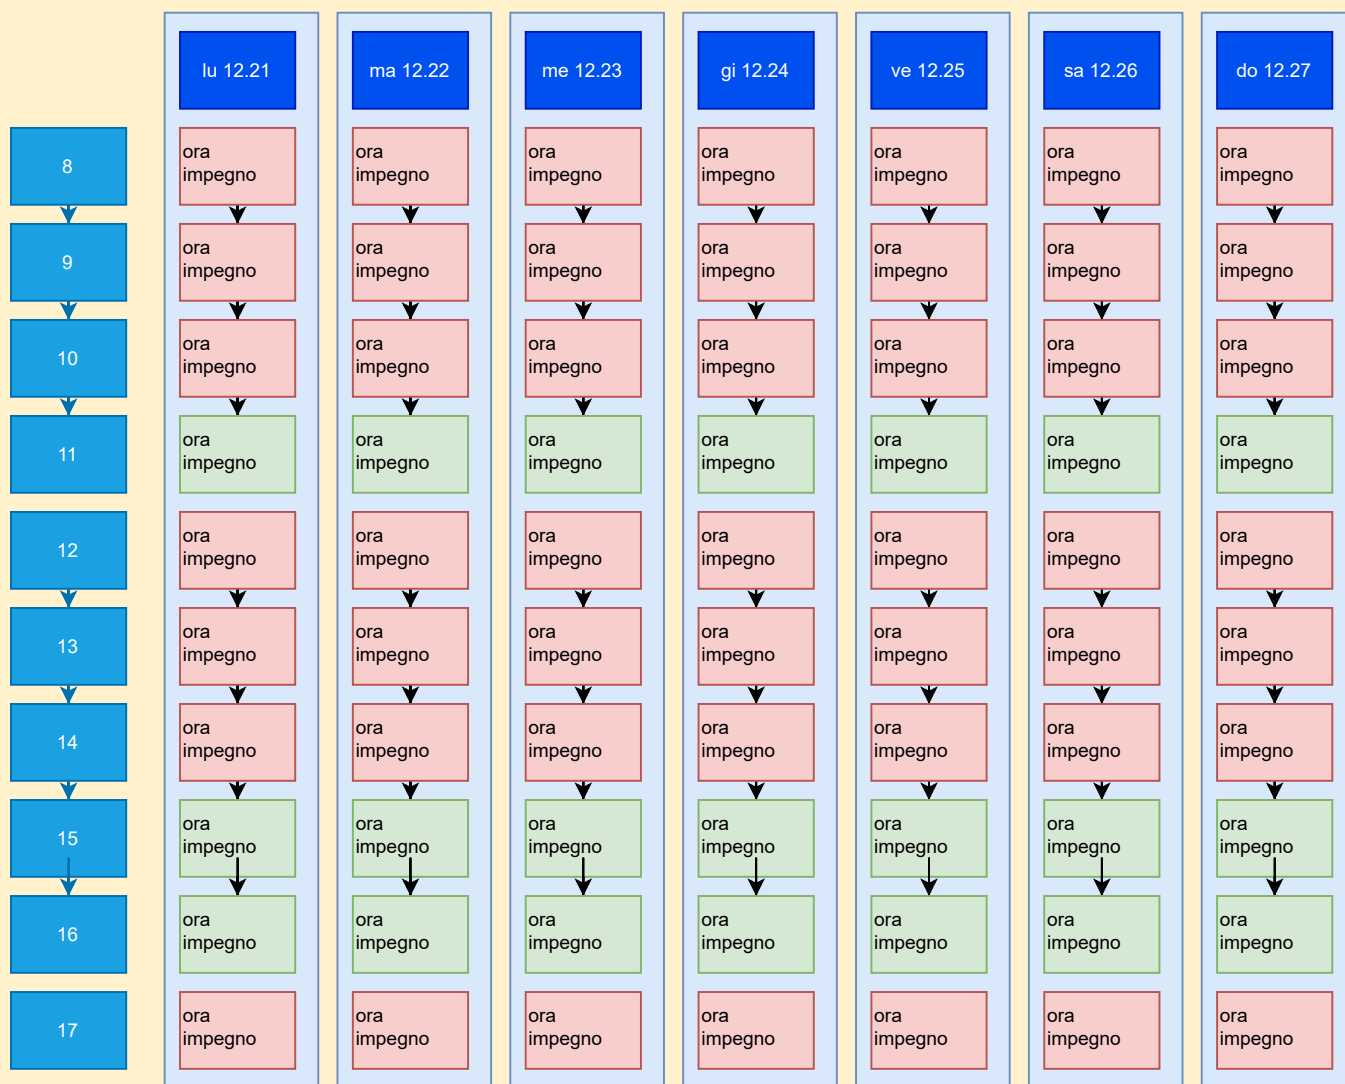 lu 12.21 ma 12.22 me 12.23 gi 12.24 ve 12.25 sa 12.26 do 12.27
8 ora ora ora ora ora ora ora
impegno impegno impegno impegno impegno impegno impegno
9 ora ora ora ora ora ora ora
impegno impegno impegno impegno impegno impegno impegno
10 ora ora ora ora ora ora ora
impegno impegno impegno impegno impegno impegno impegno
11 ora ora ora ora ora ora ora
impegno impegno impegno impegno impegno impegno impegno
12 ora ora ora ora ora ora ora
impegno impegno impegno impegno impegno impegno impegno
13 ora ora ora ora ora ora ora
impegno impegno impegno impegno impegno impegno impegno
14 ora ora ora ora ora ora ora
impegno impegno impegno impegno impegno impegno impegno
15 ora ora ora ora ora ora ora
impegno impegno impegno impegno impegno impegno impegno
16 ora ora ora ora ora ora ora
impegno impegno impegno impegno impegno impegno impegno
17 ora ora ora ora ora ora ora
impegno impegno impegno impegno impegno impegno impegno